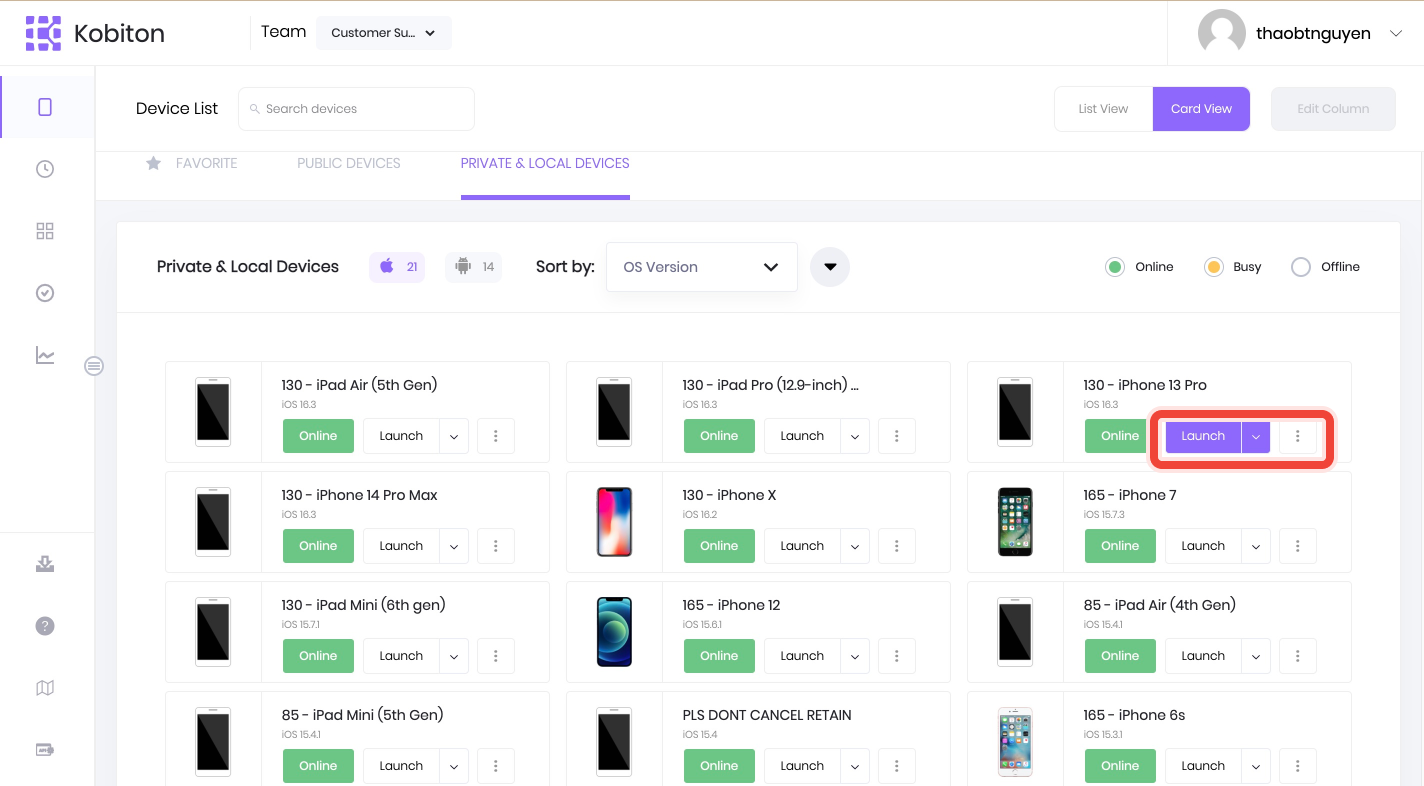 Kobiton
Team
Customer Su...
thaobtnguyen
Device List
Search devices
List View
Card View
Edit Column
FAVORITE
PUBLIC DEVICES
PRIVATE & LOCAL DEVICES
Private & Local Devices
21
14
Sort by:
OS Version
Online
Busy
Offline
130 - iPad Air (5th Gen)
iOS 16.3
Online
Launch
130 - iPad Pro (12.9-inch) ...
iOS 16.3
Online
Launch
130 - iPhone 13 Pro
iOS 16.3
Online
Launch
130 - iPhone 14 Pro Max
iOS 16.3
Online
Launch
130 - iPhone X
iOS 16.2
Online
Launch
165 - iPhone 7
iOS 15.7.3
Online
Launch
130 - iPad Mini (6th gen)
iOS 15.7.1
Online
Launch
165 - iPhone 12
iOS 15.6.1
Online
Launch
85 - iPad Air (4th Gen)
iOS 15.4.1
Online
Launch
85 - iPad Mini (5th Gen)
iOS 15.4.1
Online
Launch
PLS DONT CANCEL RETAIN
iOS 15.4
Online
Launch
165 - iPhone 6s
iOS 15.3.1
Online
Launch